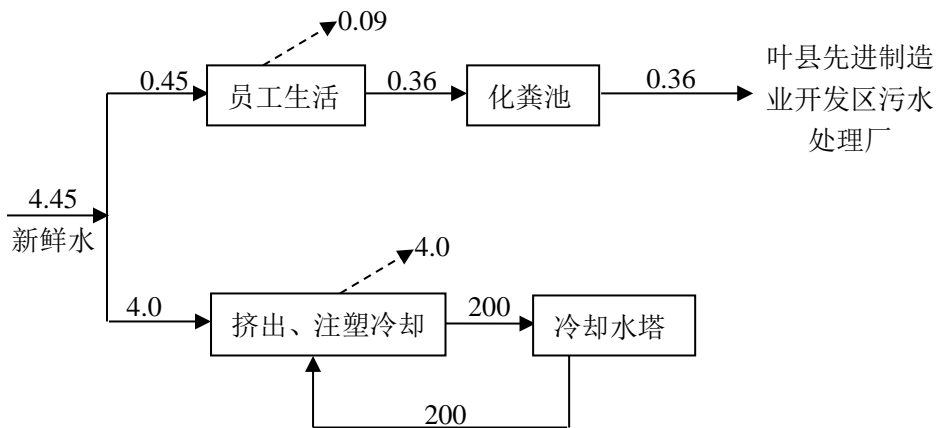 0.09
叶县先进制造
业开发区污水
处理厂
0.45
员工生活
0.36
化粪池
0.36
4.45
新鲜水
4.0
4.0
挤出、注塑冷却
200
冷却水塔
200